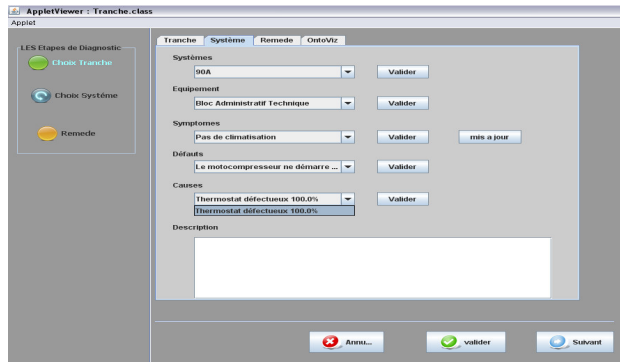 AppletViewer : Tranche.class
Applet
LES Etapes de Diagnostic
Choix Tranche
Choix Système
Remede
Tranche Système Remede OntoViz
Systèmes
90A Valider
Equipement
Bloc Administratif Technique Valider
Symptomes
Pas de climatisation Valider mis a jour
Défauts
Le motocompresseur ne démarre ... Valider
Causes
Thermostat défectueux 100.0% Valider
Thermostat défectueux 100.0%
Description
Annu... valider Suivant